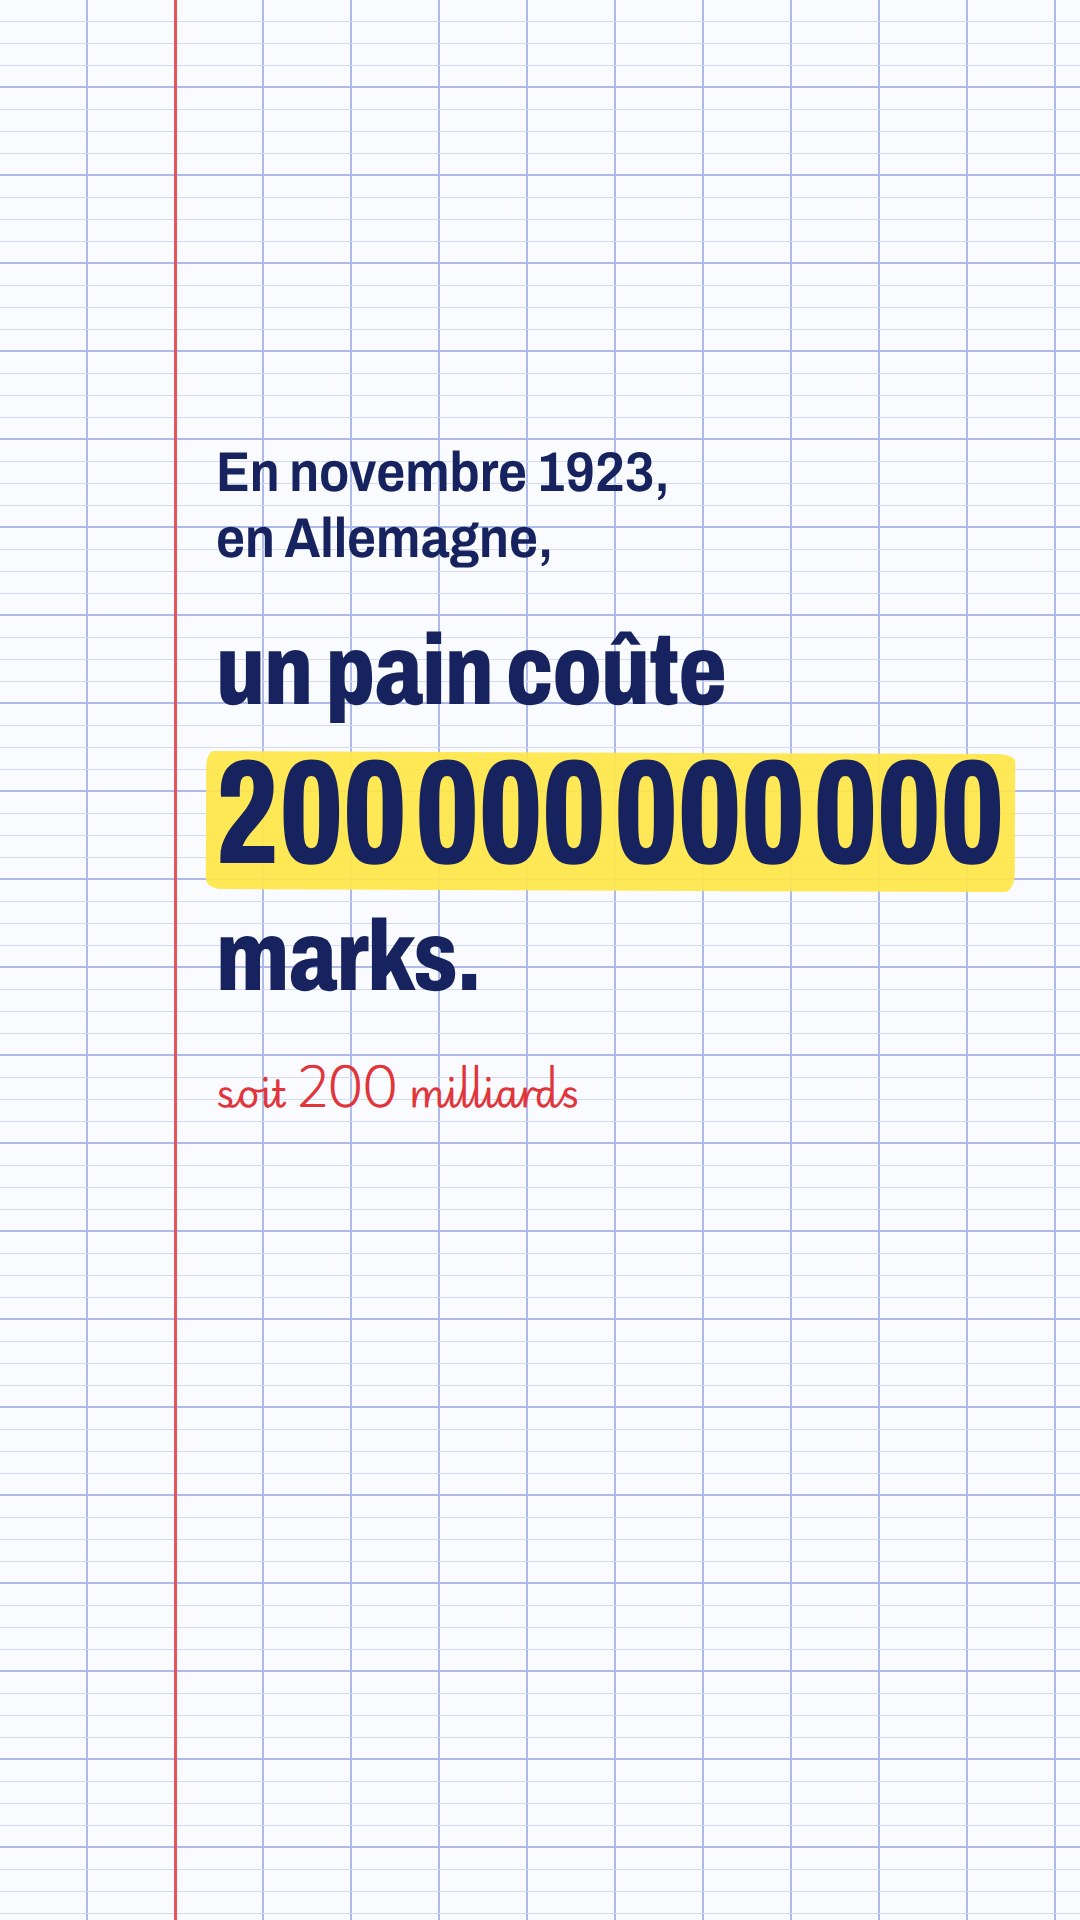 En novembre 1923,
en Allemagne,
un pain coûte
200 000 000 000
marks.
soit 200 milliards